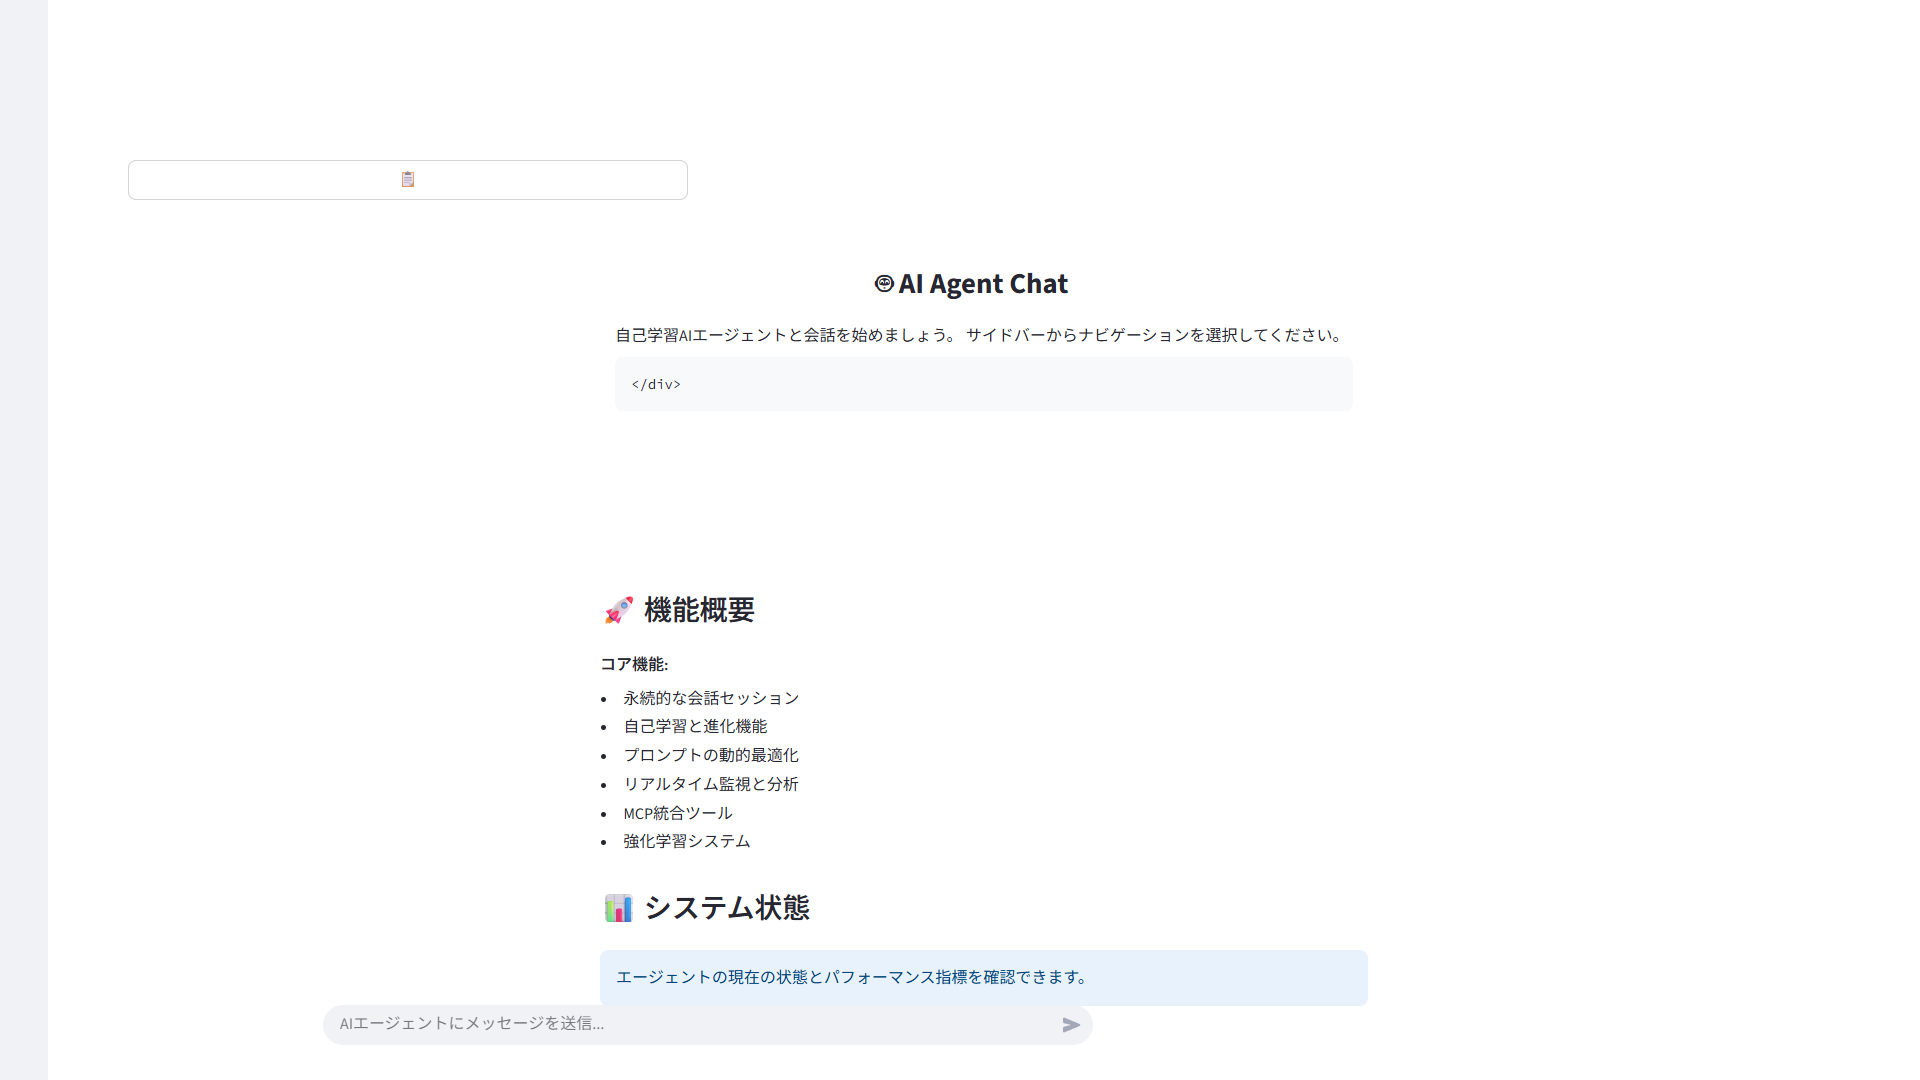 AI Agent Chat
自己学習AIエージェントと会話を始めましょう。 サイドバーからナビゲーションを選択してください。
</div>
機能概要
コア機能:
永続的な会話セッション
自己学習と進化機能
プロンプトの動的最適化
リアルタイム監視と分析
MCP統合ツール
強化学習システム
システム状態
エージェントの現在の状態とパフォーマンス指標を確認できます。
AIエージェントにメッセージを送信...